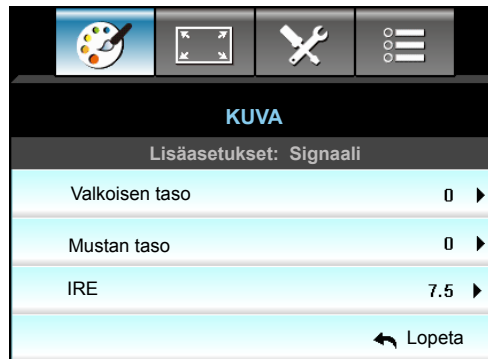 KUVA
Lisäasetukset: Signaali
Valkoisen taso 0
Mustan taso 0
IRE 7.5
Lopeta